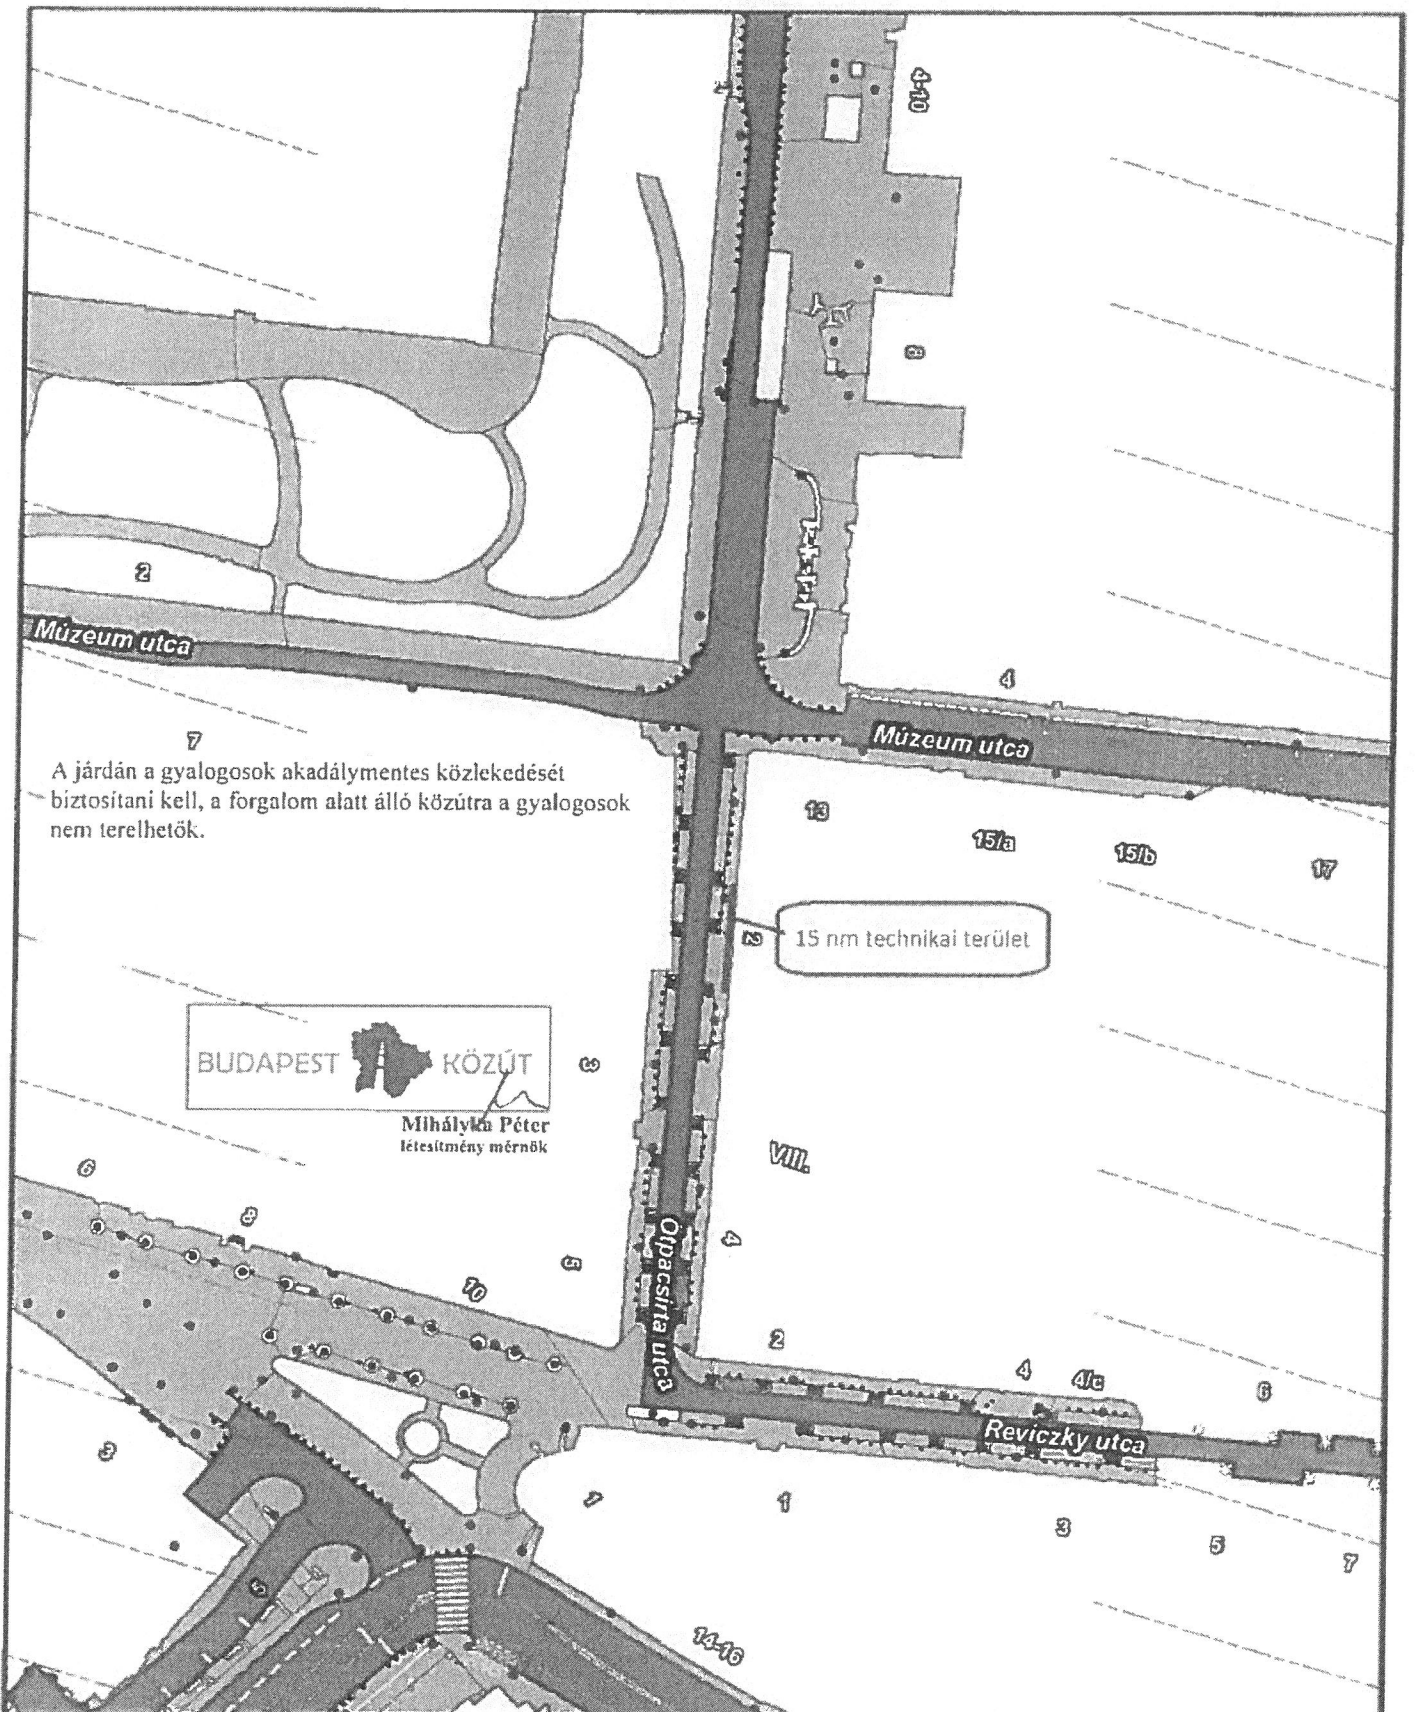 4-10
8
2
Múzeum utca
4
Múzeum utca
7
A járdán a gyalogosok akadálymentes közlekedését
biztosítani kell, a forgalom alatt álló közútra a gyalogosok
nem terelhetők.
13
15/a
15/b
17
2
15 nm technikai terület
BUDAPEST KÖZÚT
3
Mihályka Péter
létesítmény mérnök
VIII.
6
8
4
5
10
Ötpacsirta utca
2
4
4/c
6
Reviczky utca
3
1
1
3
5
7
5
14-16